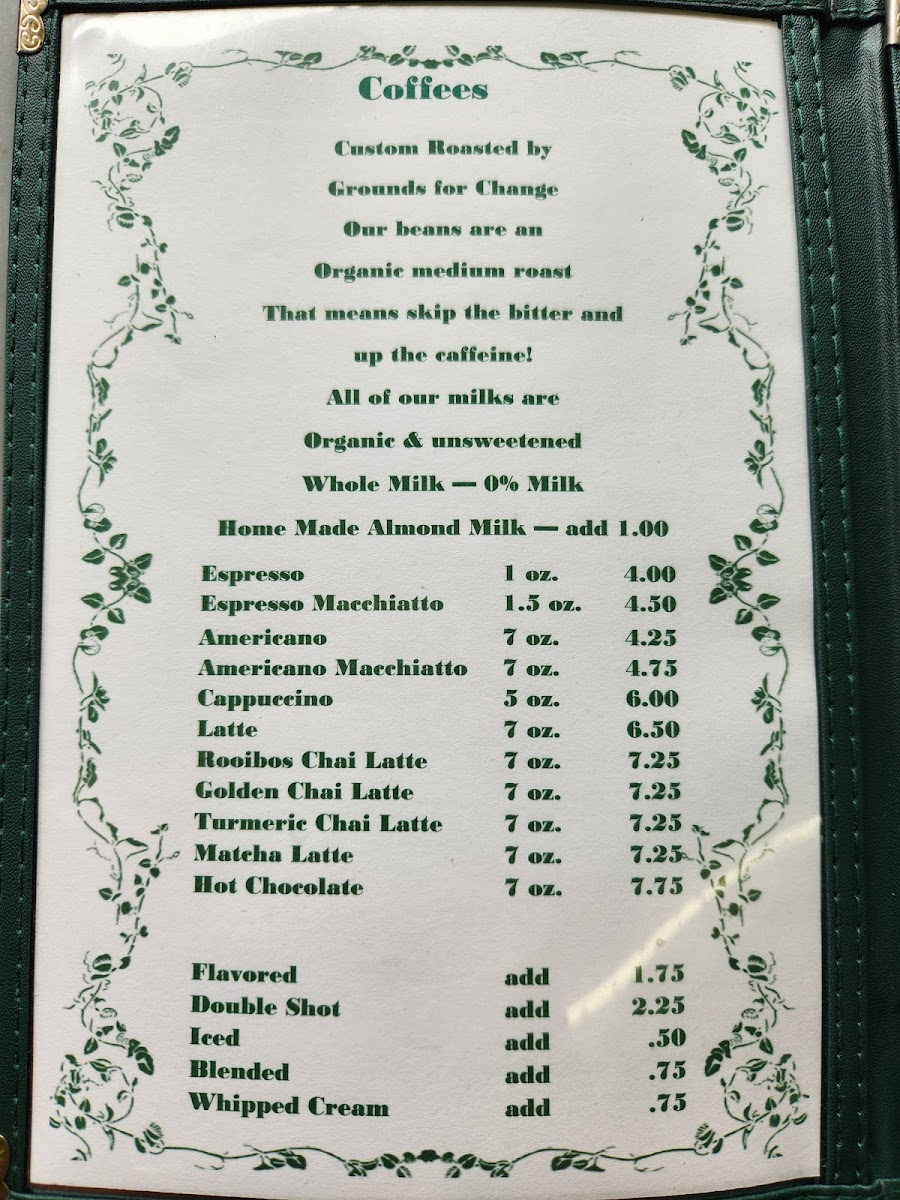 Coffees
Custom Roasted by
Grounds for Change
Our beans are an
Organic medium roast
That means skip the bitter and
up the caffeine!
All of our milks are
Organic & unsweetened
Whole Milk — 0% Milk
Home Made Almond Milk — add 1.00
Espresso 1 oz. 4.00
Espresso Macchiatto 1.5 oz. 4.50
Americano 7 oz. 4.25
Americano Macchiatto 7 oz. 4.75
Cappuccino 5 oz. 6.00
Latte 7 oz. 6.50
Rooibos Chai Latte 7 oz. 7.25
Golden Chai Latte 7 oz. 7.25
Turmeric Chai Latte 7 oz. 7.25
Matcha Latte 7 oz. 7.25
Hot Chocolate 7 oz. 7.75
Flavored add 1.75
Double Shot add 2.25
Iced add .50
Blended add .75
Whipped Cream add .75